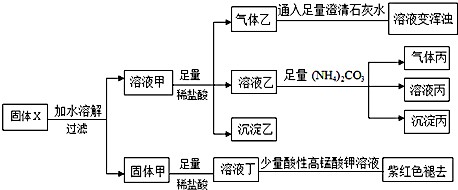 固体X
加水溶解
过滤
溶液甲
足量
稀盐酸
气体乙
通入足量澄清石灰水
溶液变浑浊
溶液乙
足量 (NH₄)₂CO₃
气体丙
溶液丙
沉淀丙
沉淀乙
固体甲
足量
稀盐酸
溶液丁
少量酸性高锰酸钾溶液
紫红色褪去